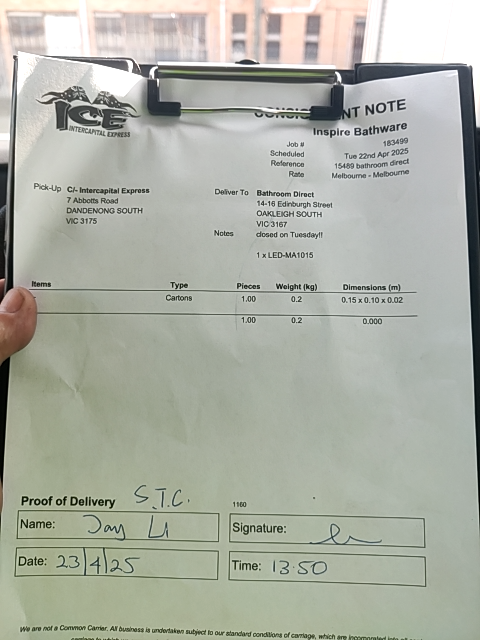 ICE
INTERCAPITAL EXPRESS
CONSIGNMENT NOTE
Inspire Bathware
Job # 183499
Scheduled Tue 22nd Apr 2025
Reference 15489 bathroom direct
Rate Melbourne - Melbourne
Pick-Up C/- Intercapital Express
7 Abbotts Road
DANDENONG SOUTH
VIC 3175
Deliver To Bathroom Direct
14-16 Edinburgh Street
OAKLEIGH SOUTH
VIC 3167
Notes closed on Tuesday!!
1 x LED-MA1015
Items Type Pieces Weight (kg) Dimensions (m)
Cartons 1.00 0.2 0.15 x 0.10 x 0.02
1.00 0.2 0.000
Proof of Delivery S.T.C. 1160
Name: Jay Li Signature:
Date: 23/4/25 Time: 13:50
We are not a Common Carrier. All business is undertaken subject to our standard conditions of carriage, which are incorporated into all